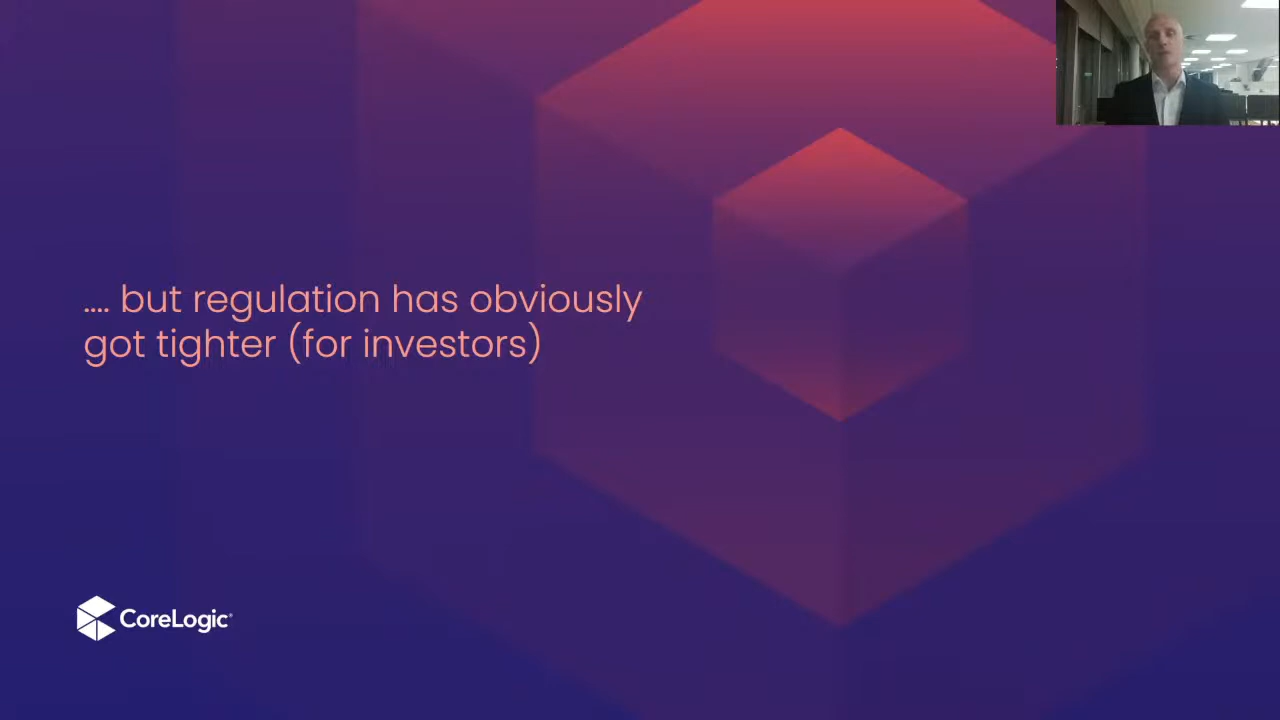 .... but regulation has obviously
got tighter (for investors)
CoreLogic®